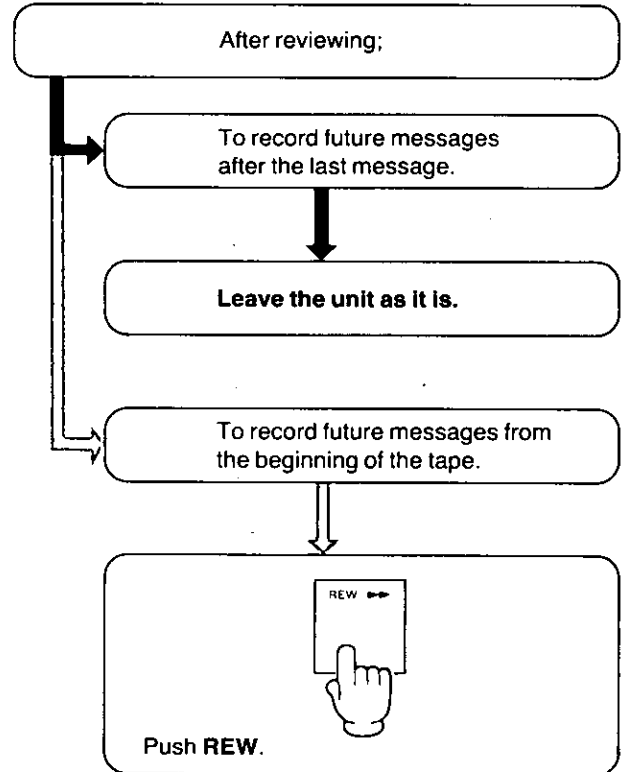 After reviewing;
To record future messages
after the last message.
Leave the unit as it is.
To record future messages from
the beginning of the tape.
REW ▶▶
Push REW.